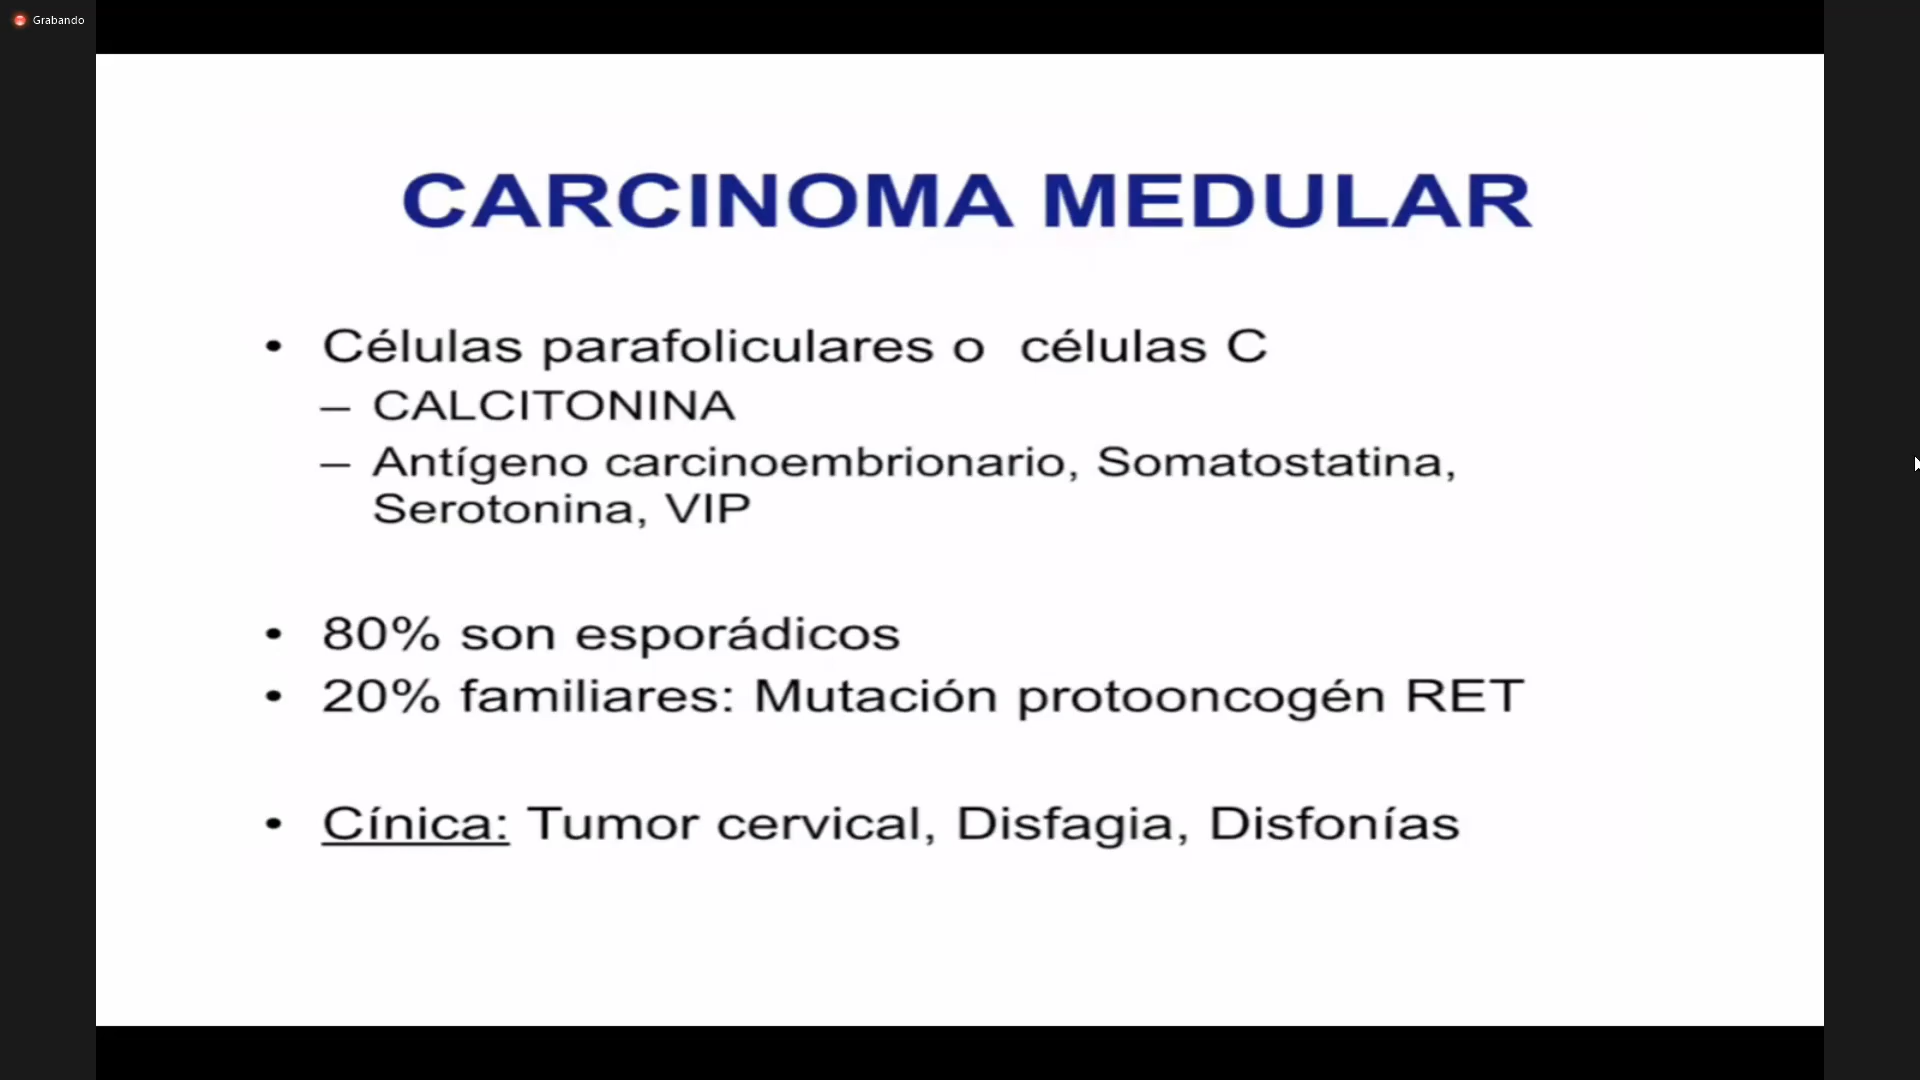 Grabando
CARCINOMA MEDULAR
• Células parafoliculares o células C
– CALCITONINA
– Antígeno carcinoembrionario, Somatostatina,
Serotonina, VIP
• 80% son esporádicos
• 20% familiares: Mutación protooncogén RET
• Cínica: Tumor cervical, Disfagia, Disfonías